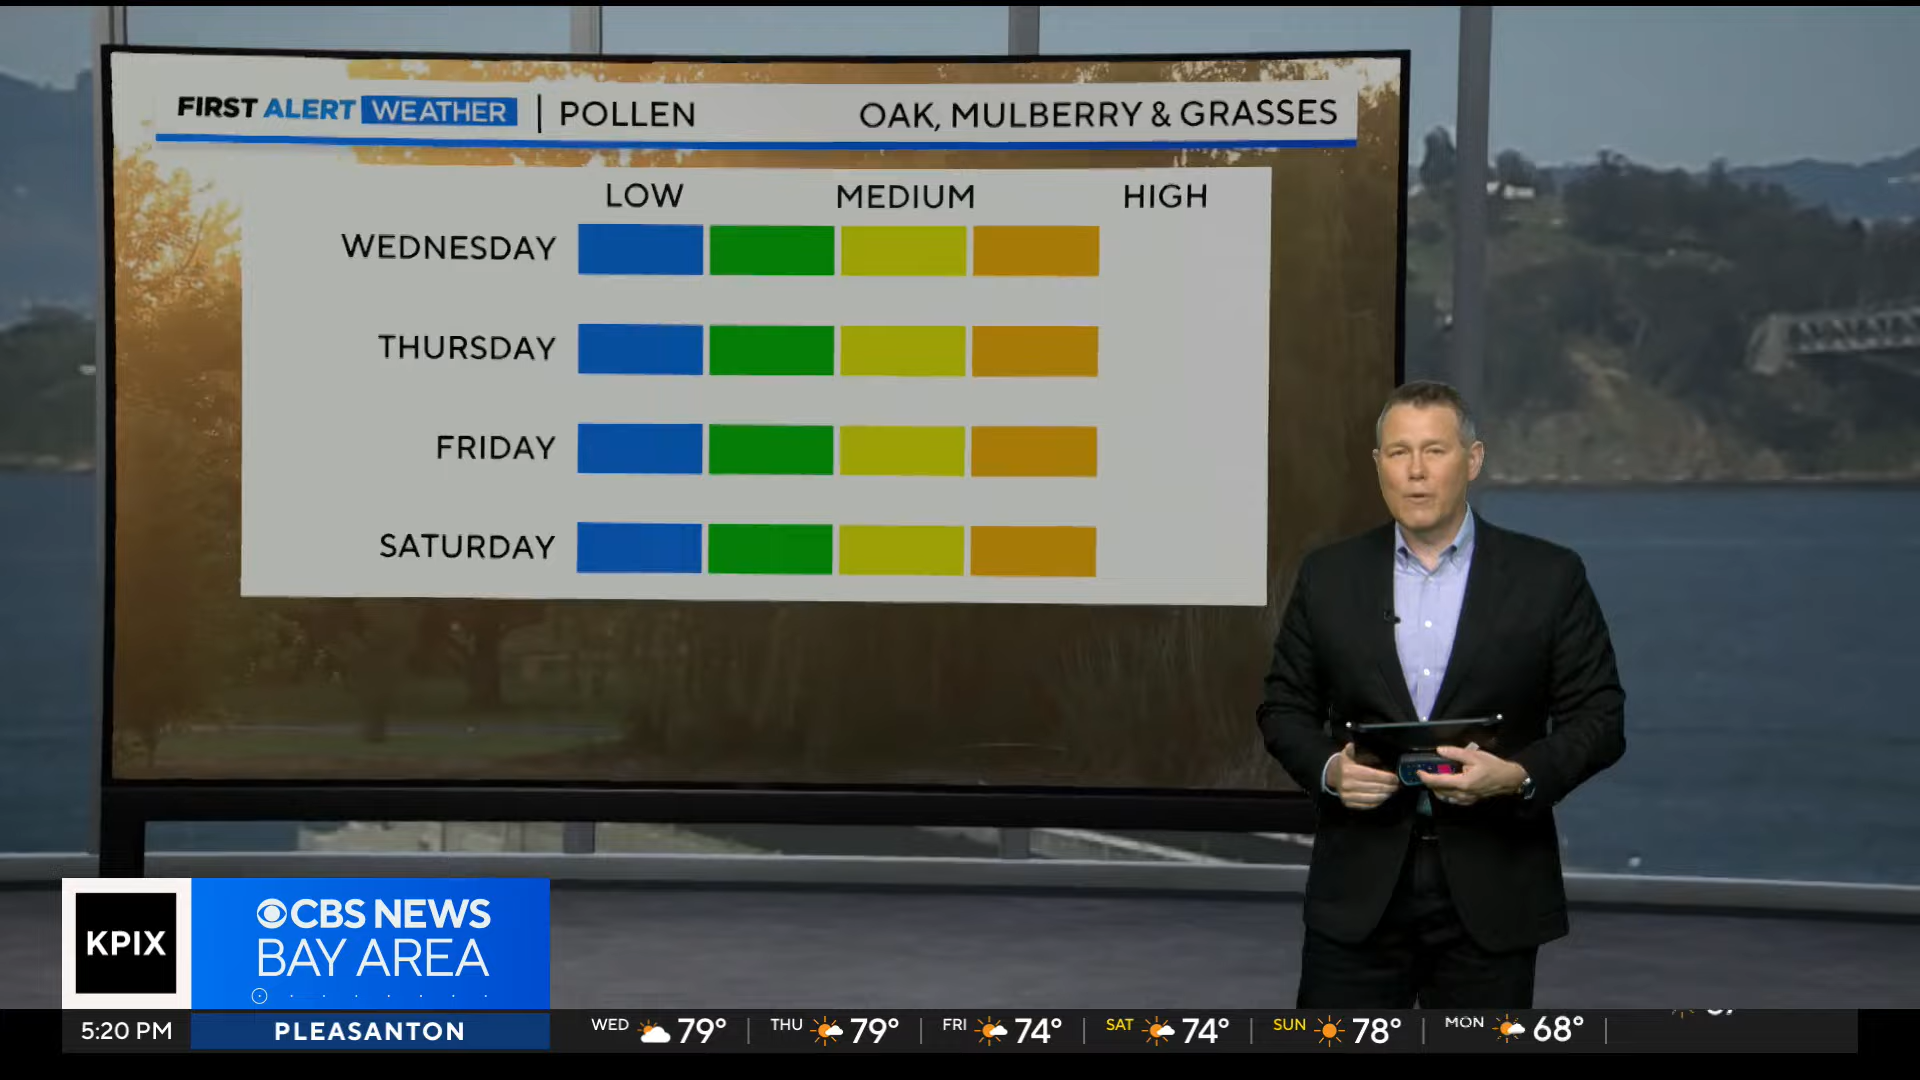 FIRST ALERT WEATHER | POLLEN OAK, MULBERRY & GRASSES
LOW MEDIUM HIGH
WEDNESDAY
THURSDAY
FRIDAY
SATURDAY
KPIX
CBS NEWS
BAY AREA
5:20 PM PLEASANTON WED 79° | THU 79° | FRI 74° | SAT 74° | SUN 78° | MON 68° |